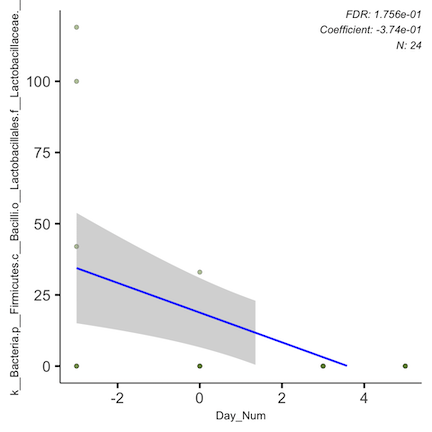 FDR: 1.756e-01
Coefficient: -3.74e-01
N: 24
k__Bacteria.p__Firmicutes.c__Bacilli.o__Lactobacillales.f__Lactobacillaceae.
100
75
50
25
0
-2 0 2 4
Day_Num